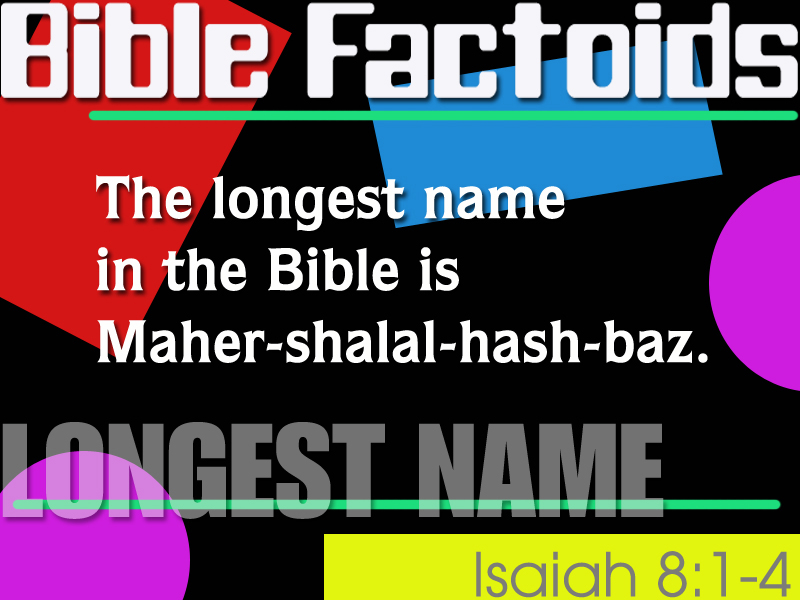 Bible Factoids
The longest name
in the Bible is
Maher-shalal-hash-baz.
LONGEST NAME
Isaiah 8:1-4